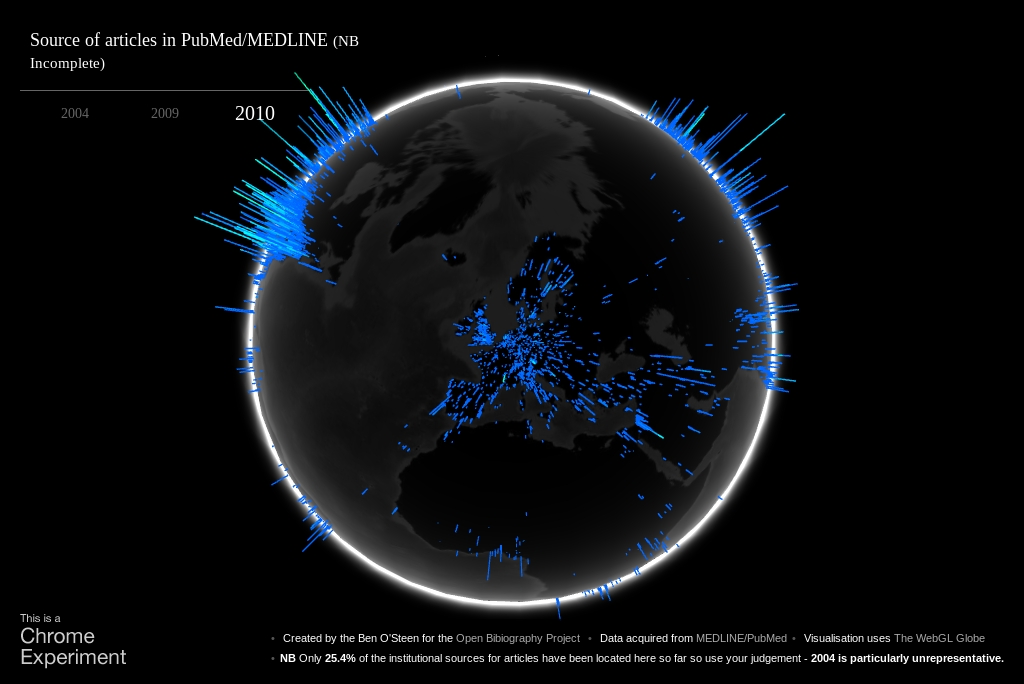 Source of articles in PubMed/MEDLINE (NB
Incomplete)
2004 2009 2010
This is a
Chrome
Experiment
• Created by the Ben O'Steen for the Open Bibiography Project • Data acquired from MEDLINE/PubMed • Visualisation uses The WebGL Globe
• NB Only 25.4% of the institutional sources for articles have been located here so far so use your judgement - 2004 is particularly unrepresentative.